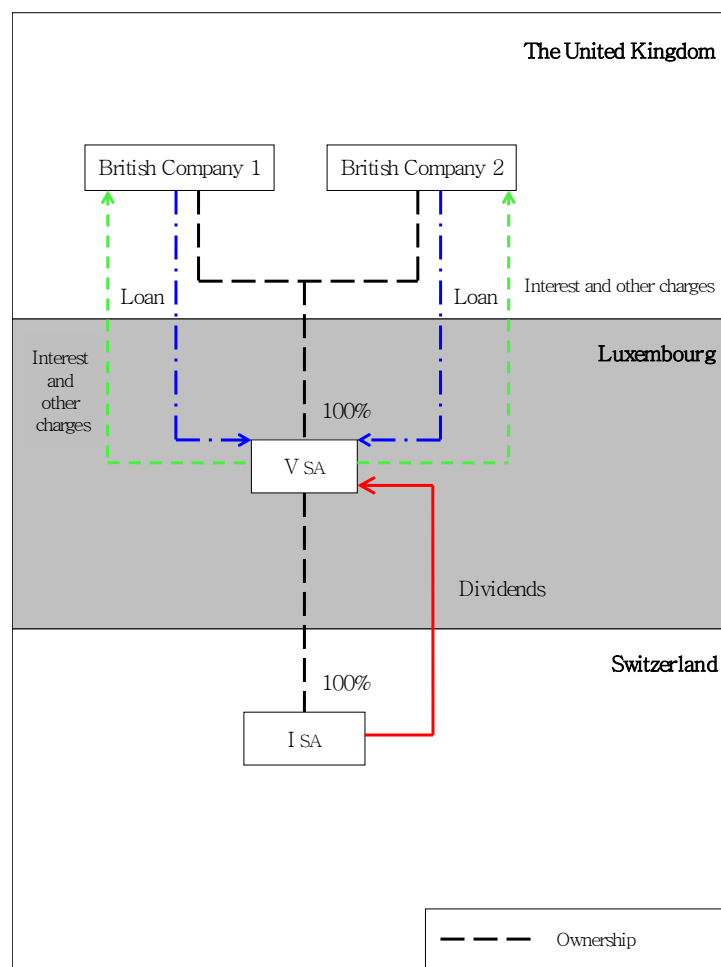 The United Kingdom
British Company 1
British Company 2
Loan
Loan
Interest and other charges
Luxembourg
Interest
and
other
charges
100%
V SA
Dividends
Switzerland
100%
I SA
Ownership